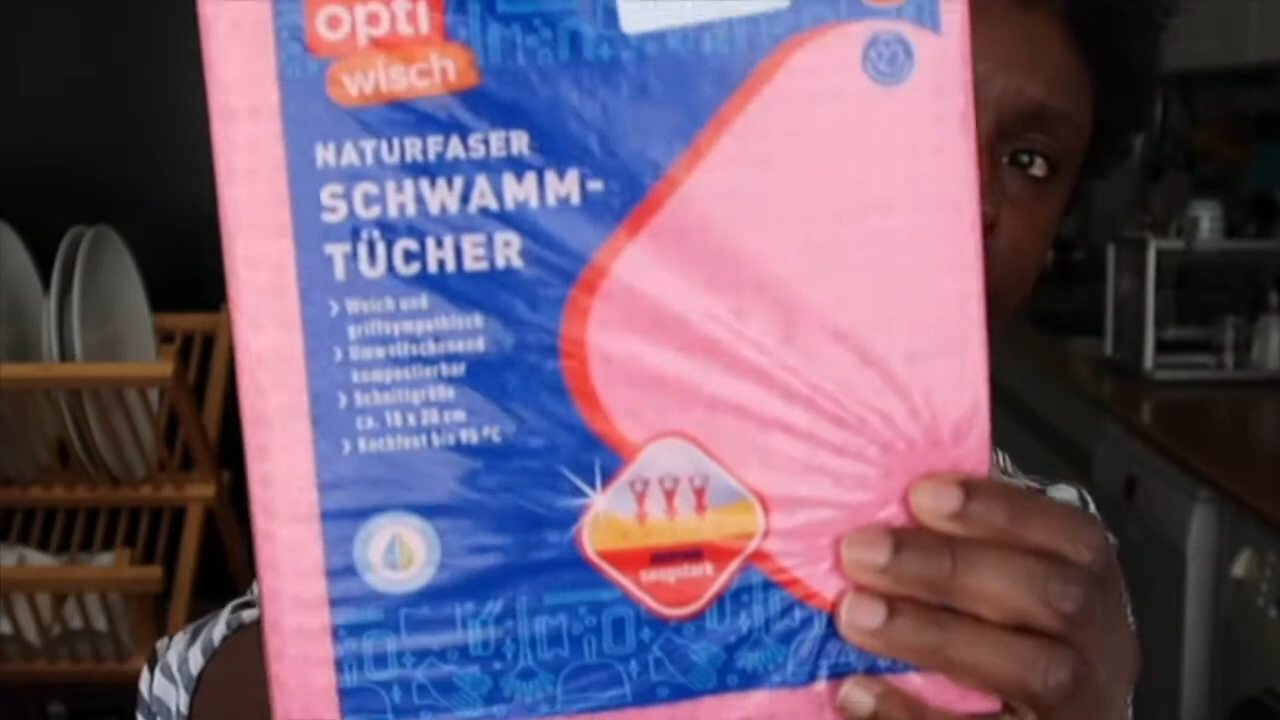 opti
wisch
NATURFASER
SCHWAMM-
TÜCHER
Weich und
griffsympathisch
Umweltschonend
kompostierbar
Schnittgröße
ca. 18 x 20 cm
Kochfest bis 95 °C
saugstark